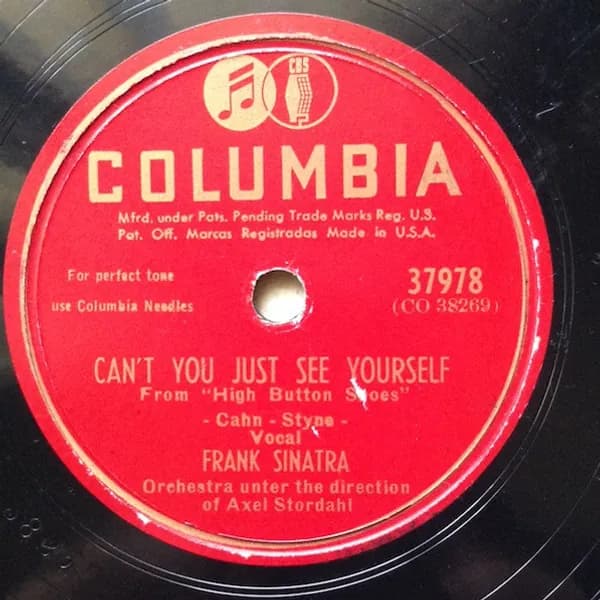 CBS
COLUMBIA
Mfrd. under Pats. Pending Trade Marks Reg. U.S.
Pat. Off. Marcas Registradas Made in U.S.A.
For perfect tone
use Columbia Needles
37978
(CO 38269)
CAN'T YOU JUST SEE YOURSELF
From "High Button Shoes"
- Cahn - Styne -
Vocal
FRANK SINATRA
Orchestra unter the direction
of Axel Stordahl